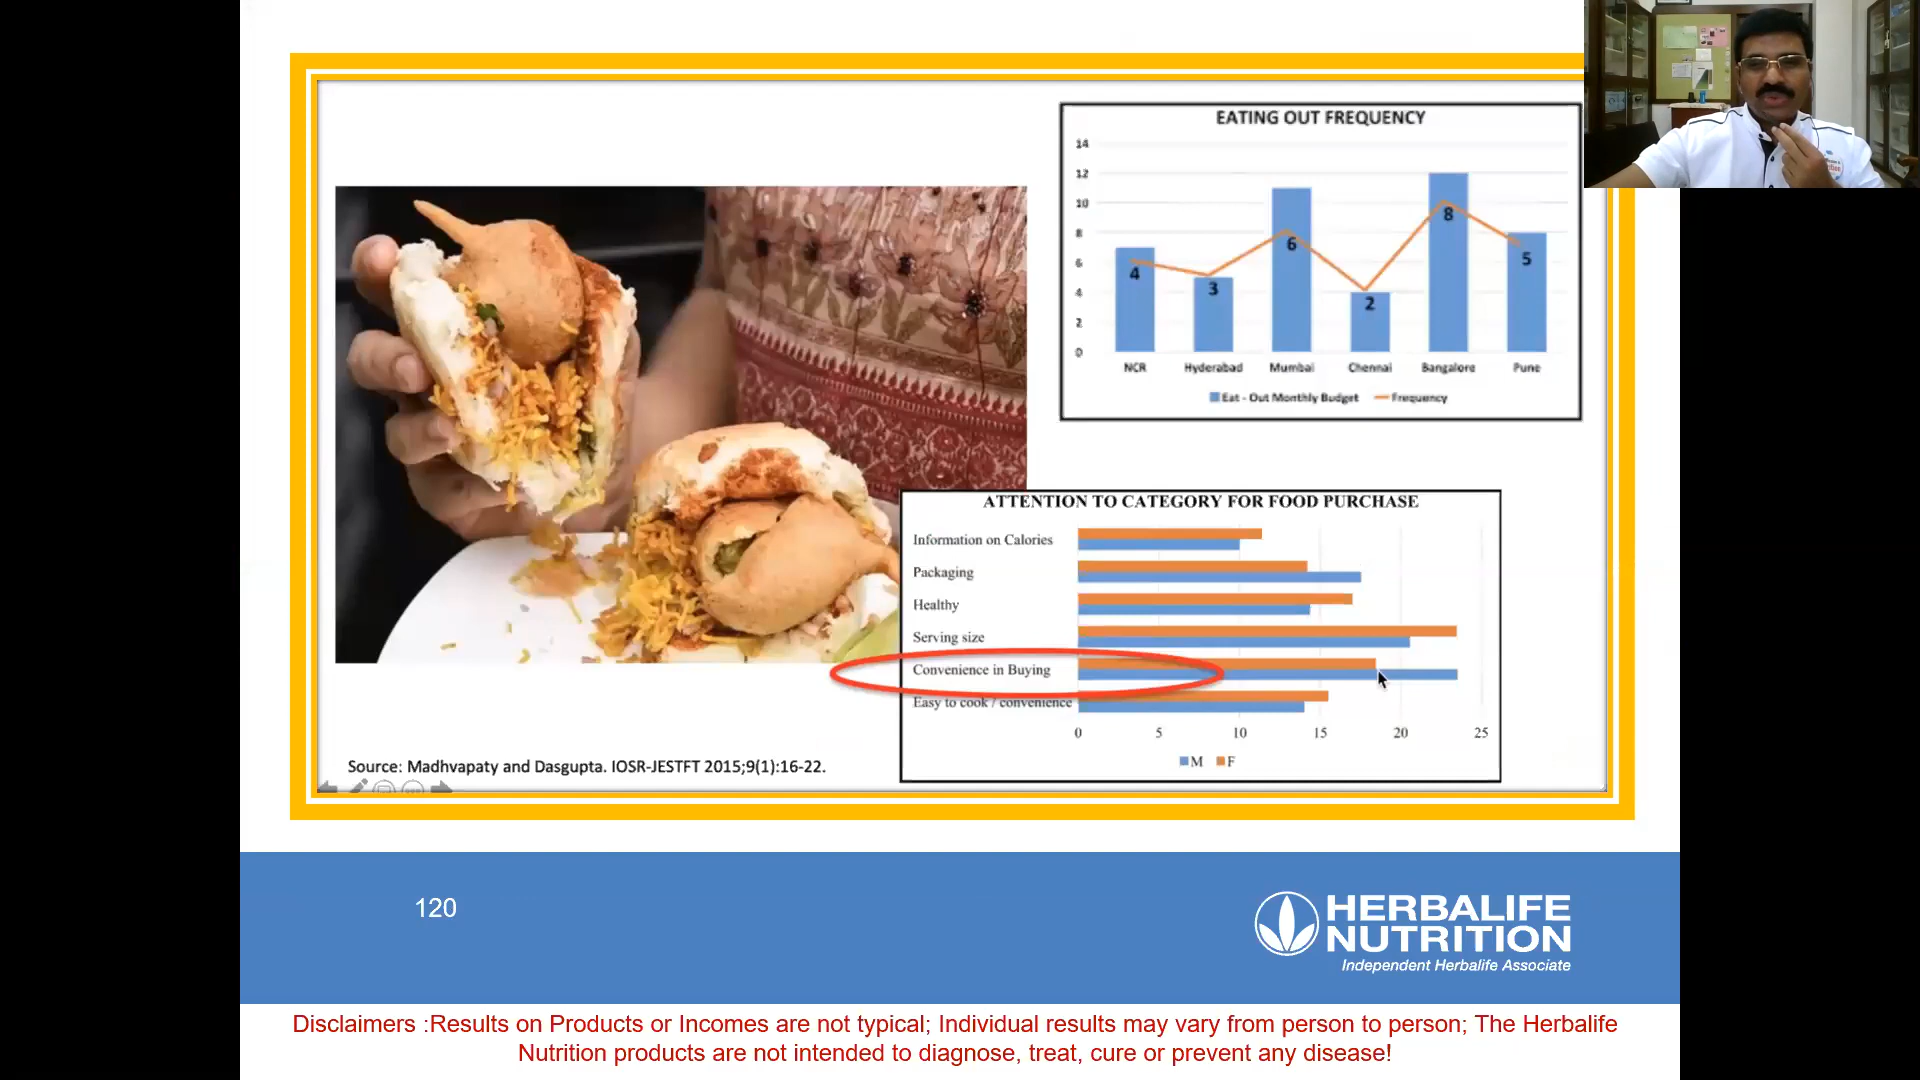 EATING OUT FREQUENCY
14
12
10
8
6
4
2
0
4
3
6
2
8
5
NCR Hyderabad Mumbai Chennai Bangalore Pune
Eat - Out Monthly Budget Frequency
ATTENTION TO CATEGORY FOR FOOD PURCHASE
Information on Calories
Packaging
Healthy
Serving size
Convenience in Buying
Easy to cook / convenience
0 5 10 15 20 25
M F
Source: Madhvapaty and Dasgupta. IOSR-JESTFT 2015;9(1):16-22.
120
HERBALIFE
NUTRITION
Independent Herbalife Associate
Disclaimers :Results on Products or Incomes are not typical; Individual results may vary from person to person; The Herbalife
Nutrition products are not intended to diagnose, treat, cure or prevent any disease!